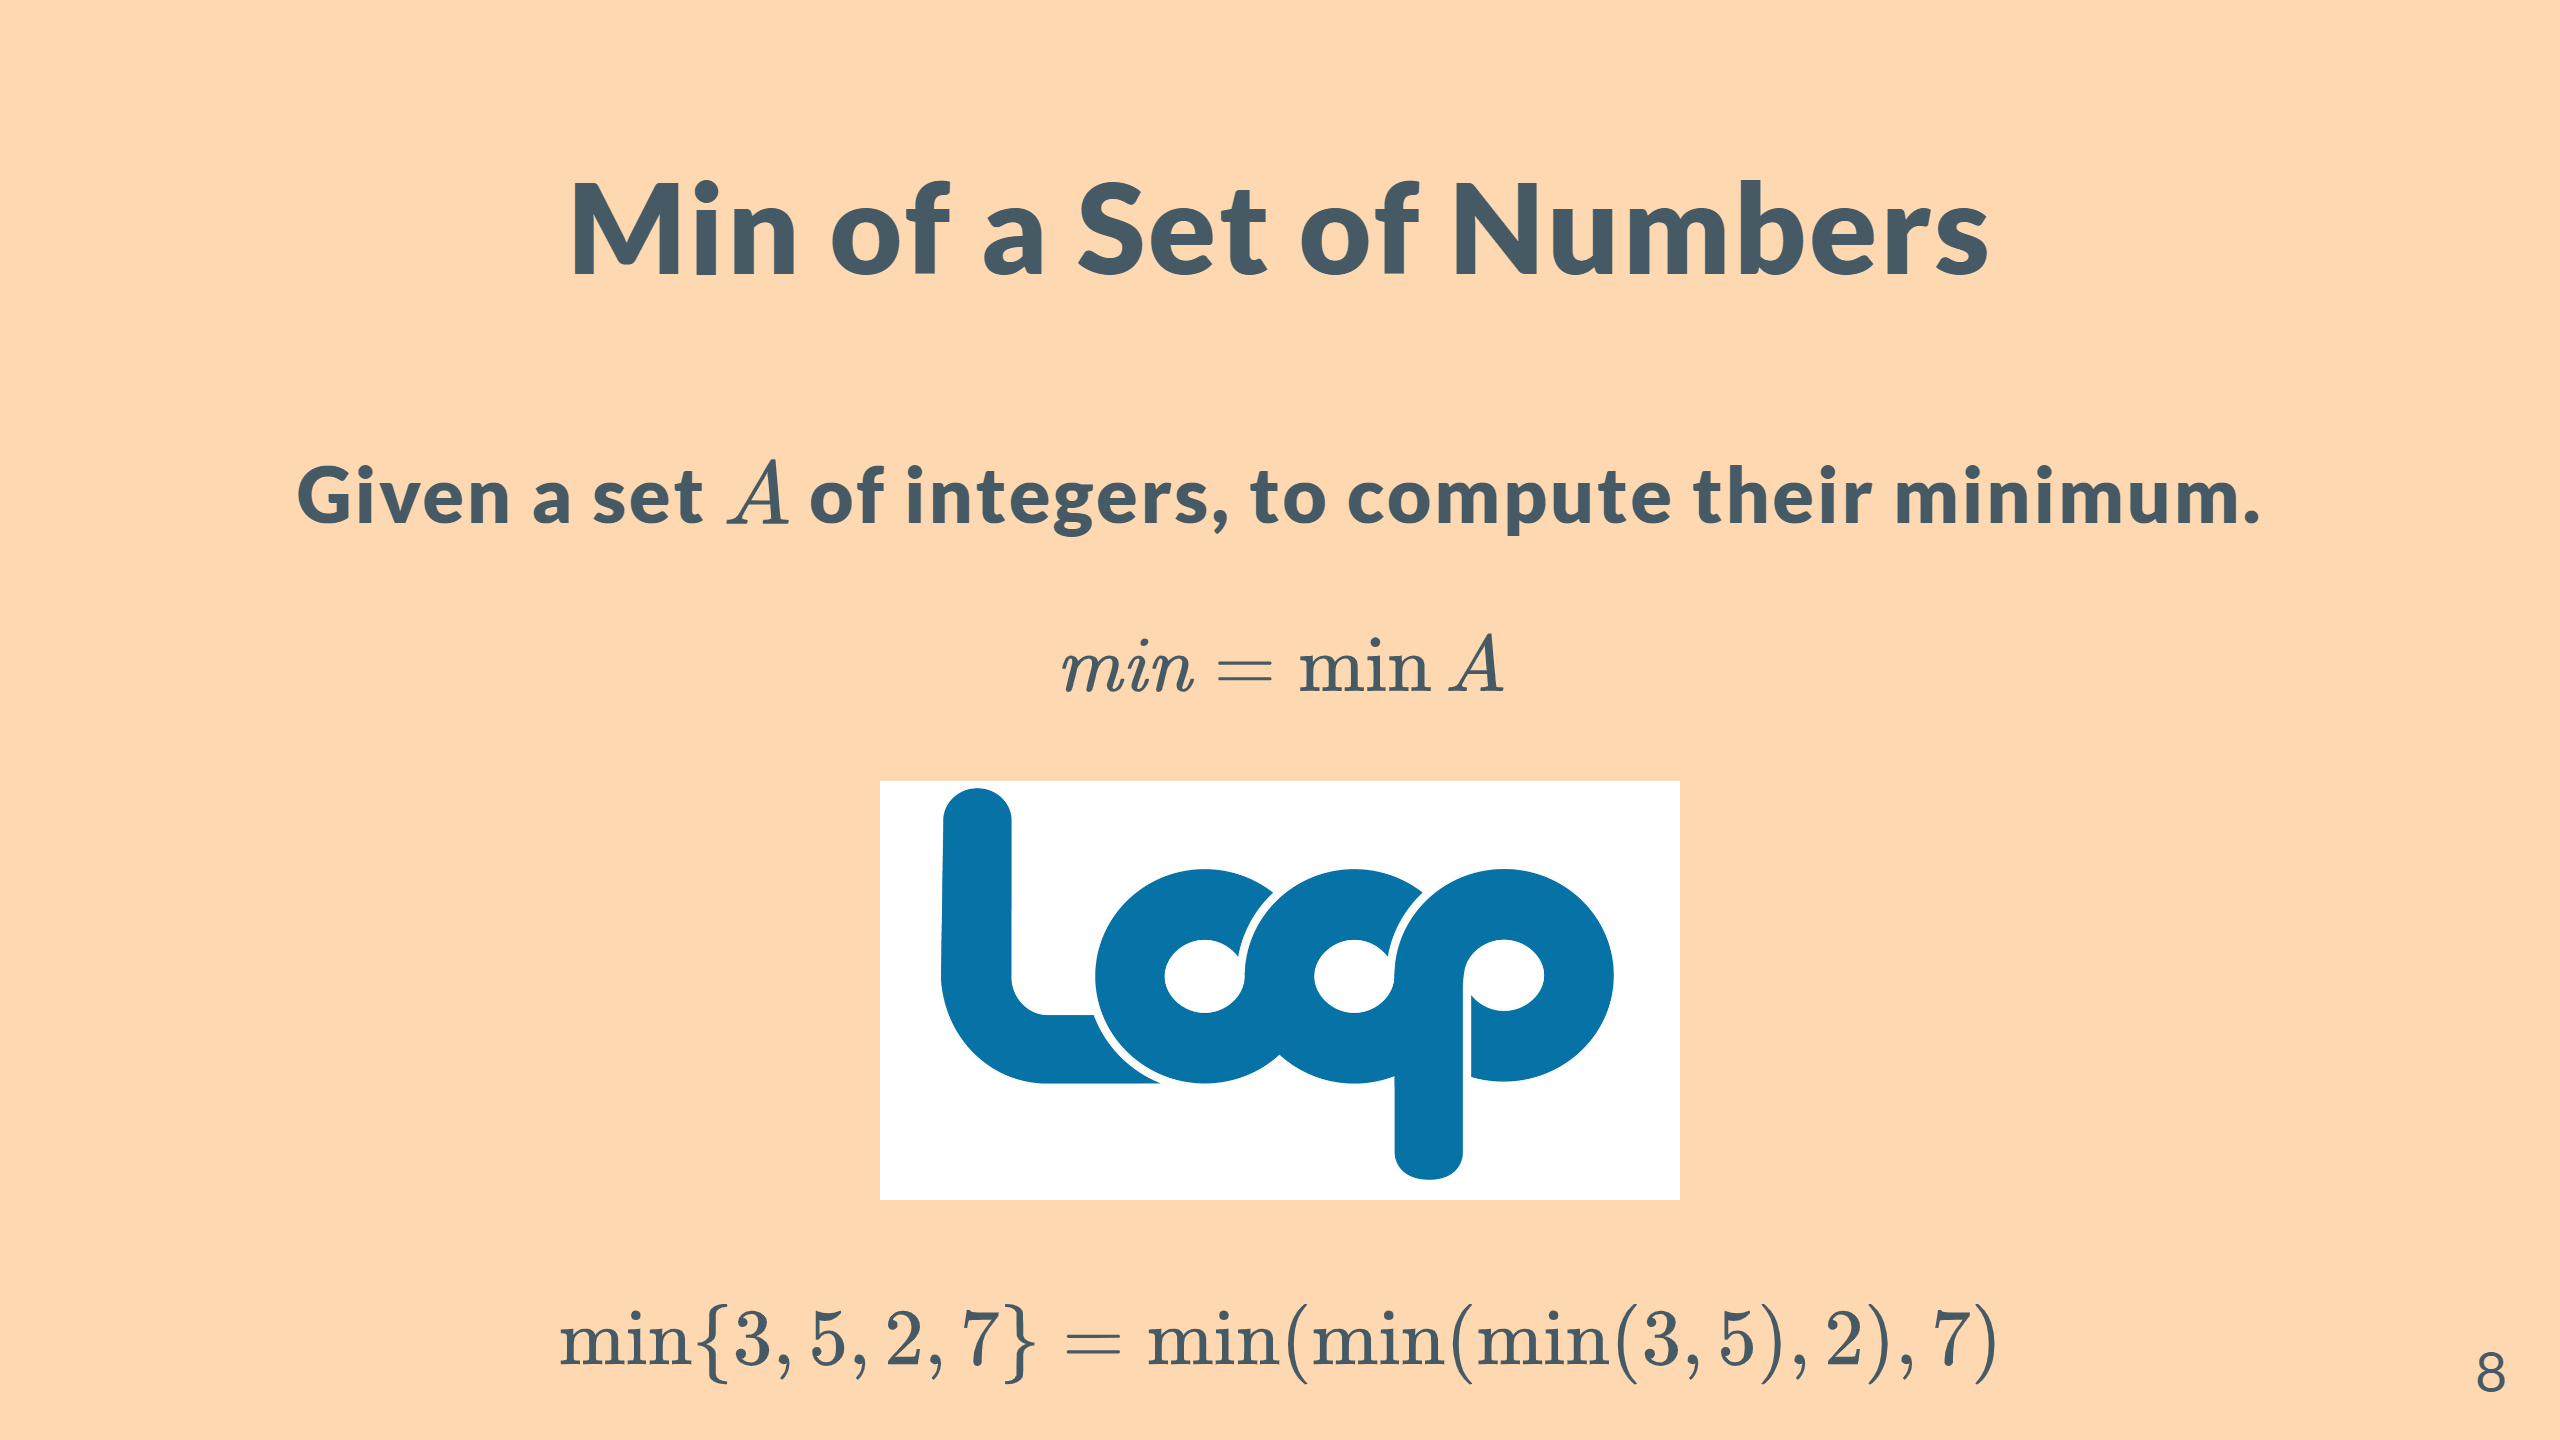 Min of a Set of Numbers
Given a set A of integers, to compute their minimum.
min = min A
Loop
min{3, 5, 2, 7} = min(min(min(3, 5), 2), 7)
8